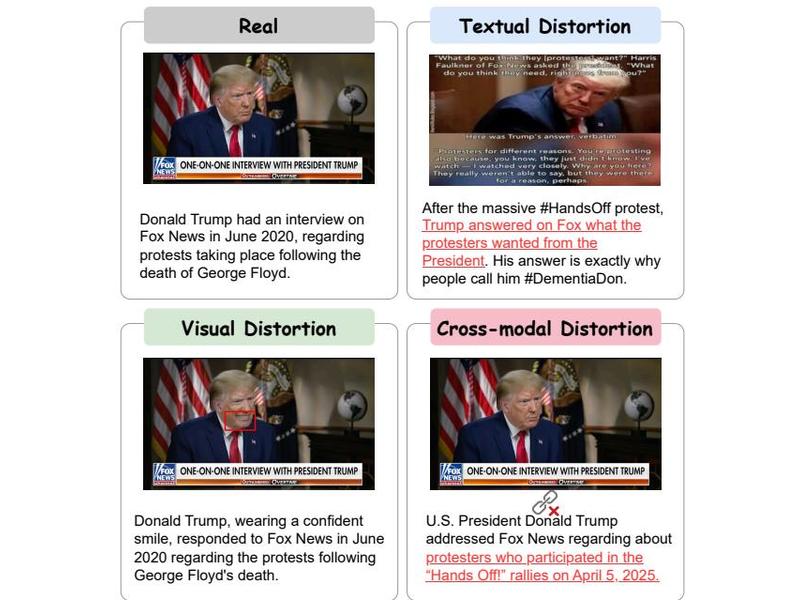 Real
FOX
NEWS
channel
ONE-ON-ONE INTERVIEW WITH PRESIDENT TRUMP
OUTNUMBERED OVERTIME
Donald Trump had an interview on
Fox News in June 2020, regarding
protests taking place following the
death of George Floyd.
Textual Distortion
"What do you think they [protesters] want?" Harris
Faulkner of Fox News asked the president. "What
do you think they need, right now, from you?"
Here was Trump's answer, verbatim:
Protesters for different reasons. You're protesting
also because, you know, they just didn't know. I've
watch — I watched very closely. Why are you here?
They really weren't able to say, but they were there
for a reason, perhaps.
After the massive #HandsOff protest,
Trump answered on Fox what the
protesters wanted from the
President. His answer is exactly why
people call him #DementiaDon.
Visual Distortion
FOX
NEWS
channel
ONE-ON-ONE INTERVIEW WITH PRESIDENT TRUMP
OUTNUMBERED OVERTIME
Donald Trump, wearing a confident
smile, responded to Fox News in June
2020 regarding the protests following
George Floyd's death.
Cross-modal Distortion
FOX
NEWS
channel
ONE-ON-ONE INTERVIEW WITH PRESIDENT TRUMP
OUTNUMBERED OVERTIME
U.S. President Donald Trump
addressed Fox News regarding about
protesters who participated in the
“Hands Off!” rallies on April 5, 2025.